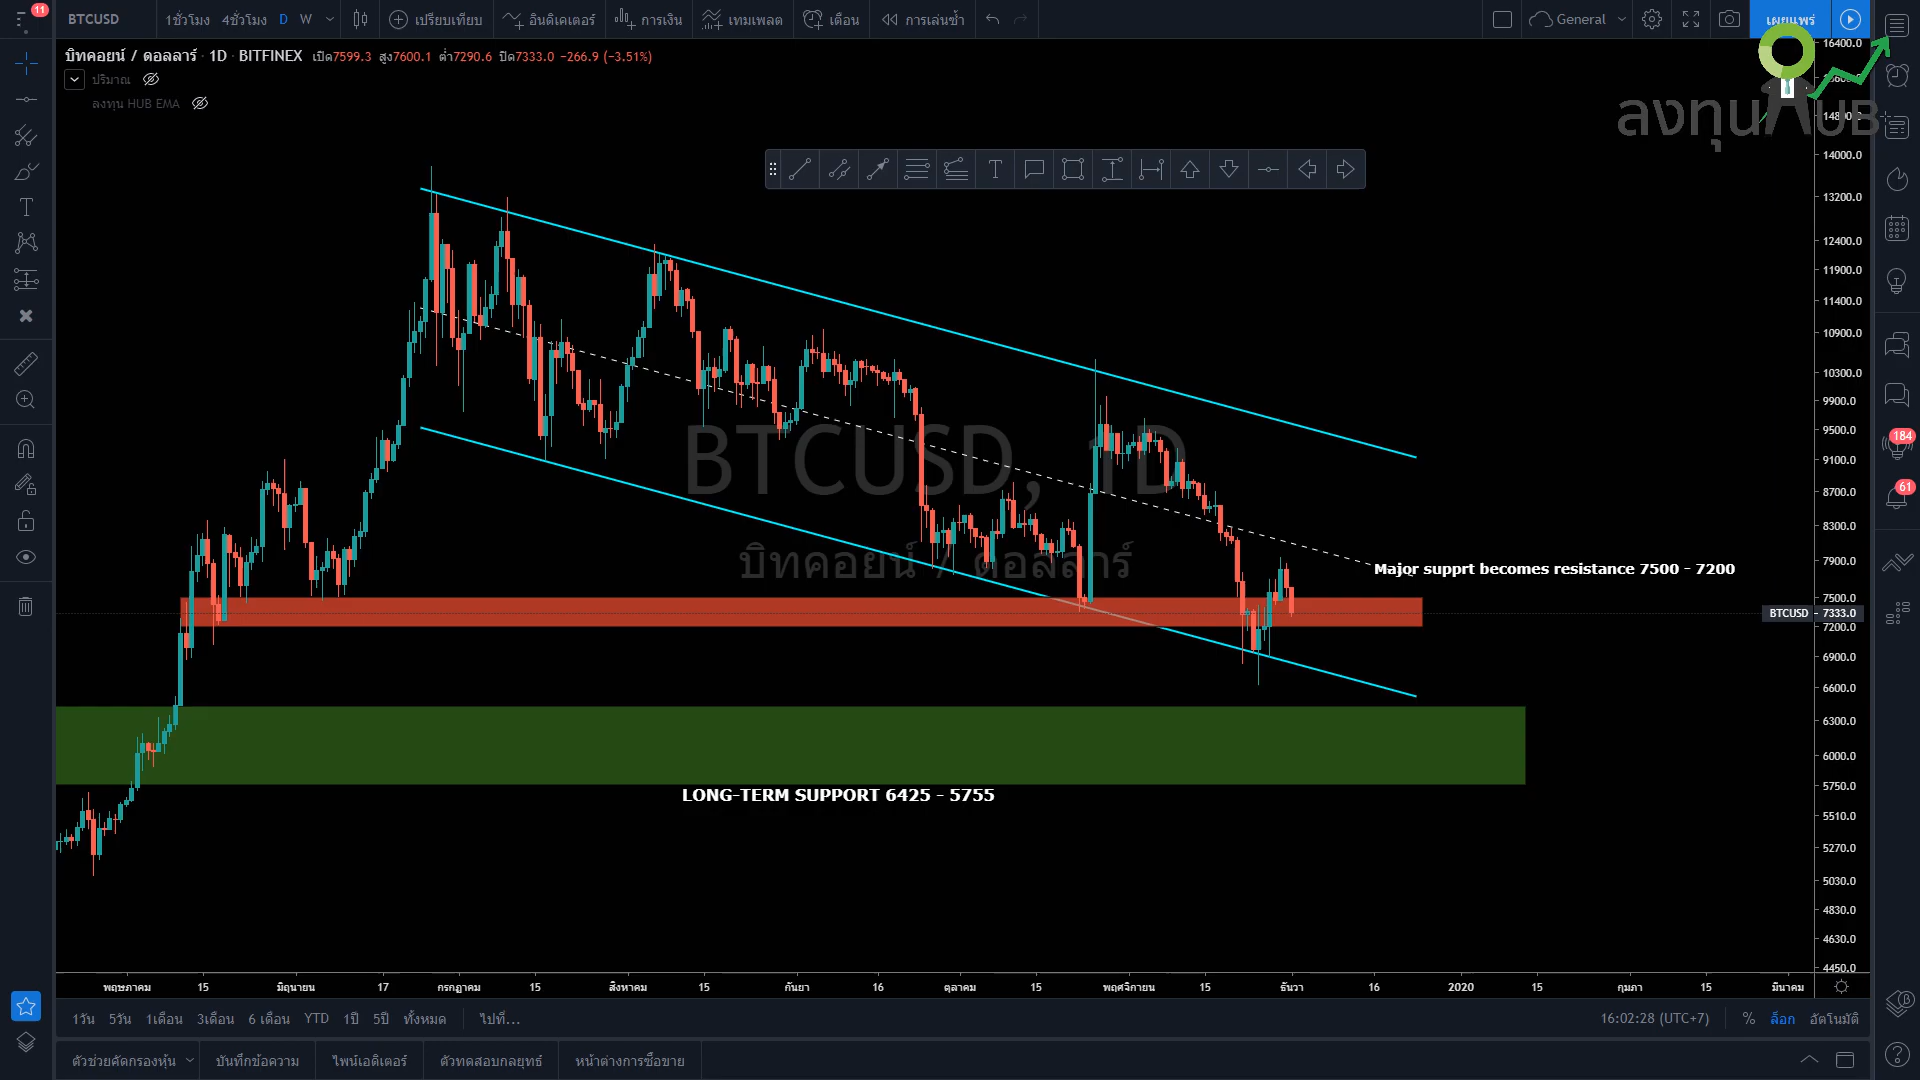 11
BTCUSD
1ชั่วโมง 4ชั่วโมง D W
เปรียบเทียบ
อินดิเคเตอร์
การเงิน
เทมเพลต
เตือน
การเล่นซ้ำ
General
เผยแพร่
บิทคอยน์ / ดอลลาร์ · 1D · BITFINEX เปิด7599.3 สูง7600.1 ต่ำ7290.6 ปิด7333.0 −266.9 (−3.51%)
ปริมาณ
ลงทุน HUB EMA
ลงทุน HUB
16400.0
14800.0
14000.0
13200.0
12400.0
11900.0
11400.0
10900.0
10300.0
9900.0
9500.0
9100.0
8700.0
8300.0
7900.0
7500.0
BTCUSD 7333.0
7200.0
6900.0
6600.0
6300.0
6000.0
5750.0
5510.0
5270.0
5030.0
4830.0
4630.0
4450.0
184
61
BTCUSD, 1D
บิทคอยน์ / ดอลลาร์
Major supprt becomes resistance 7500 - 7200
LONG-TERM SUPPORT 6425 - 5755
พฤษภาคม 15 มิถุนายน 17 กรกฎาคม 15 สิงหาคม 15 กันยา 16 ตุลาคม 15 พฤศจิกายน 15 ธันวา 16 2020 15 กุมภา 15 มีนาคม
1วัน 5วัน 1เดือน 3เดือน 6 เดือน YTD 1ปี 5ปี ทั้งหมด ไปที่...
16:02:28 (UTC+7) % ล็อก อัตโนมัติ
ตัวช่วยคัดกรองหุ้น บันทึกข้อความ ไพน์เอดิเตอร์ ตัวทดสอบกลยุทธ์ หน้าต่างการซื้อขาย